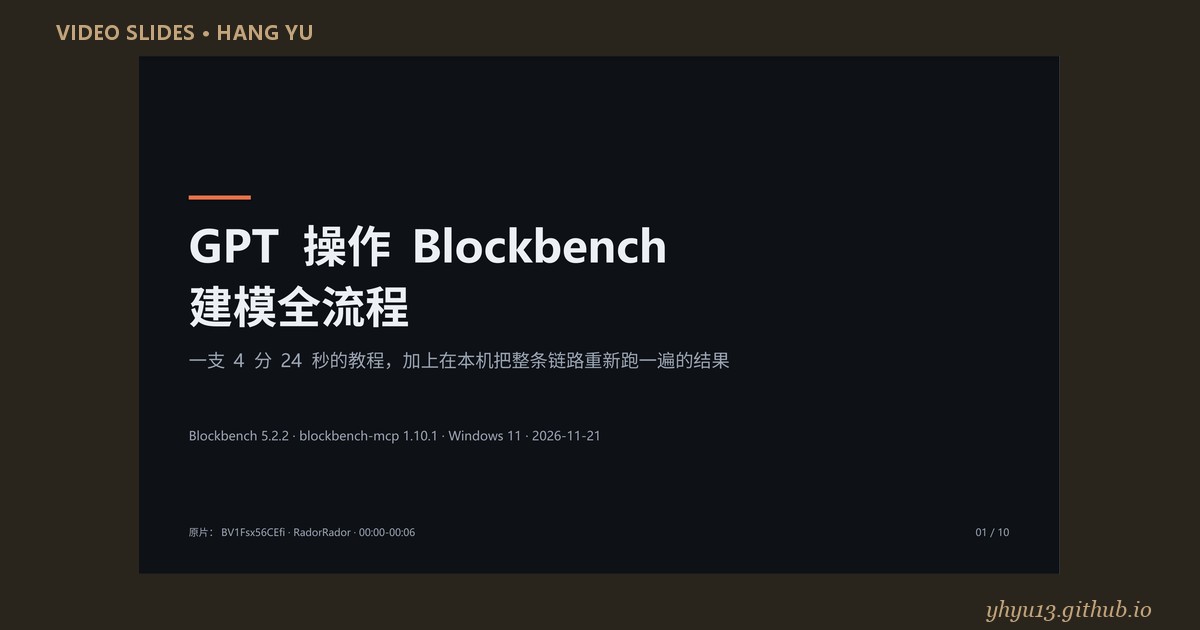 VIDEO SLIDES • HANG YU
GPT 操作 Blockbench
建模全流程
一支 4 分 24 秒的教程，加上在本机把整条链路重新跑一遍的结果
Blockbench 5.2.2 · blockbench-mcp 1.10.1 · Windows 11 · 2026-11-21
原片： BV1Fsx56CEfi · RadorRador · 00:00-00:06
01 / 10
yhyu13.github.io